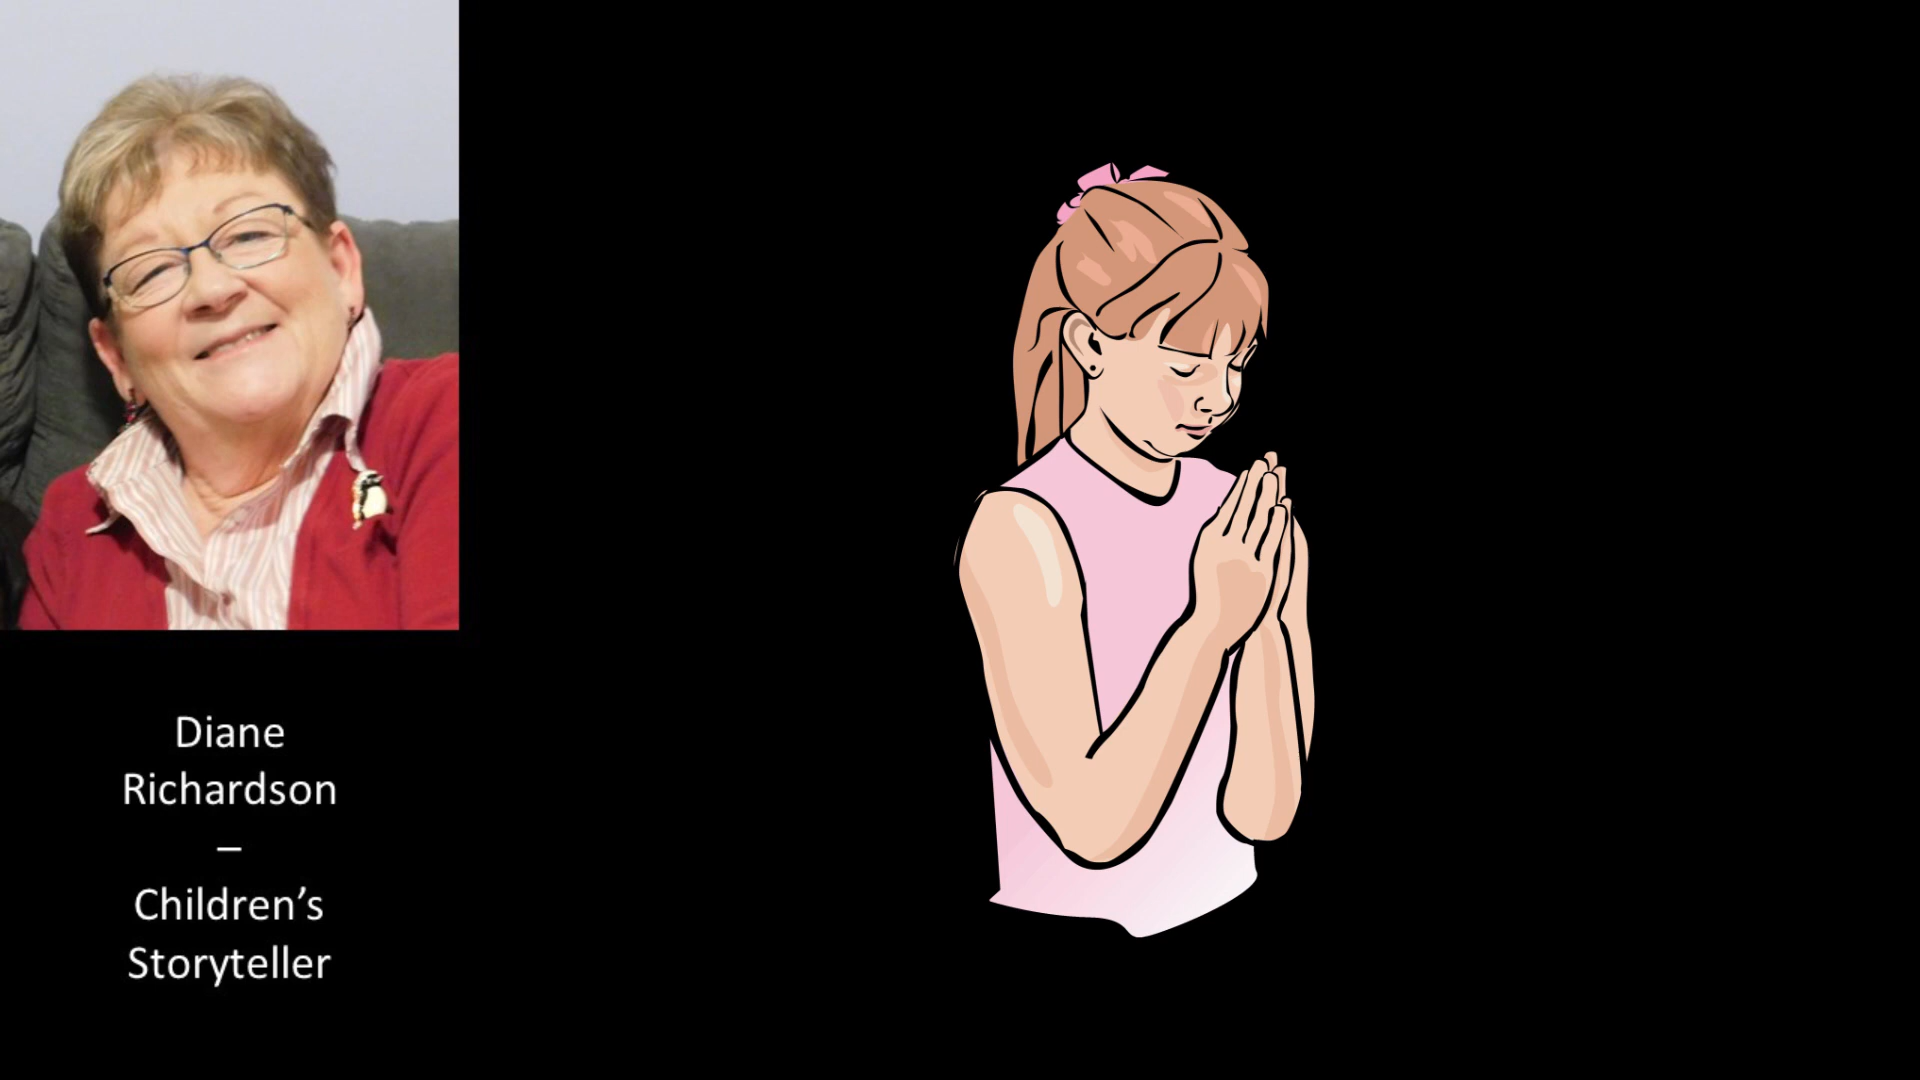 Diane
Richardson
–
Children’s
Storyteller